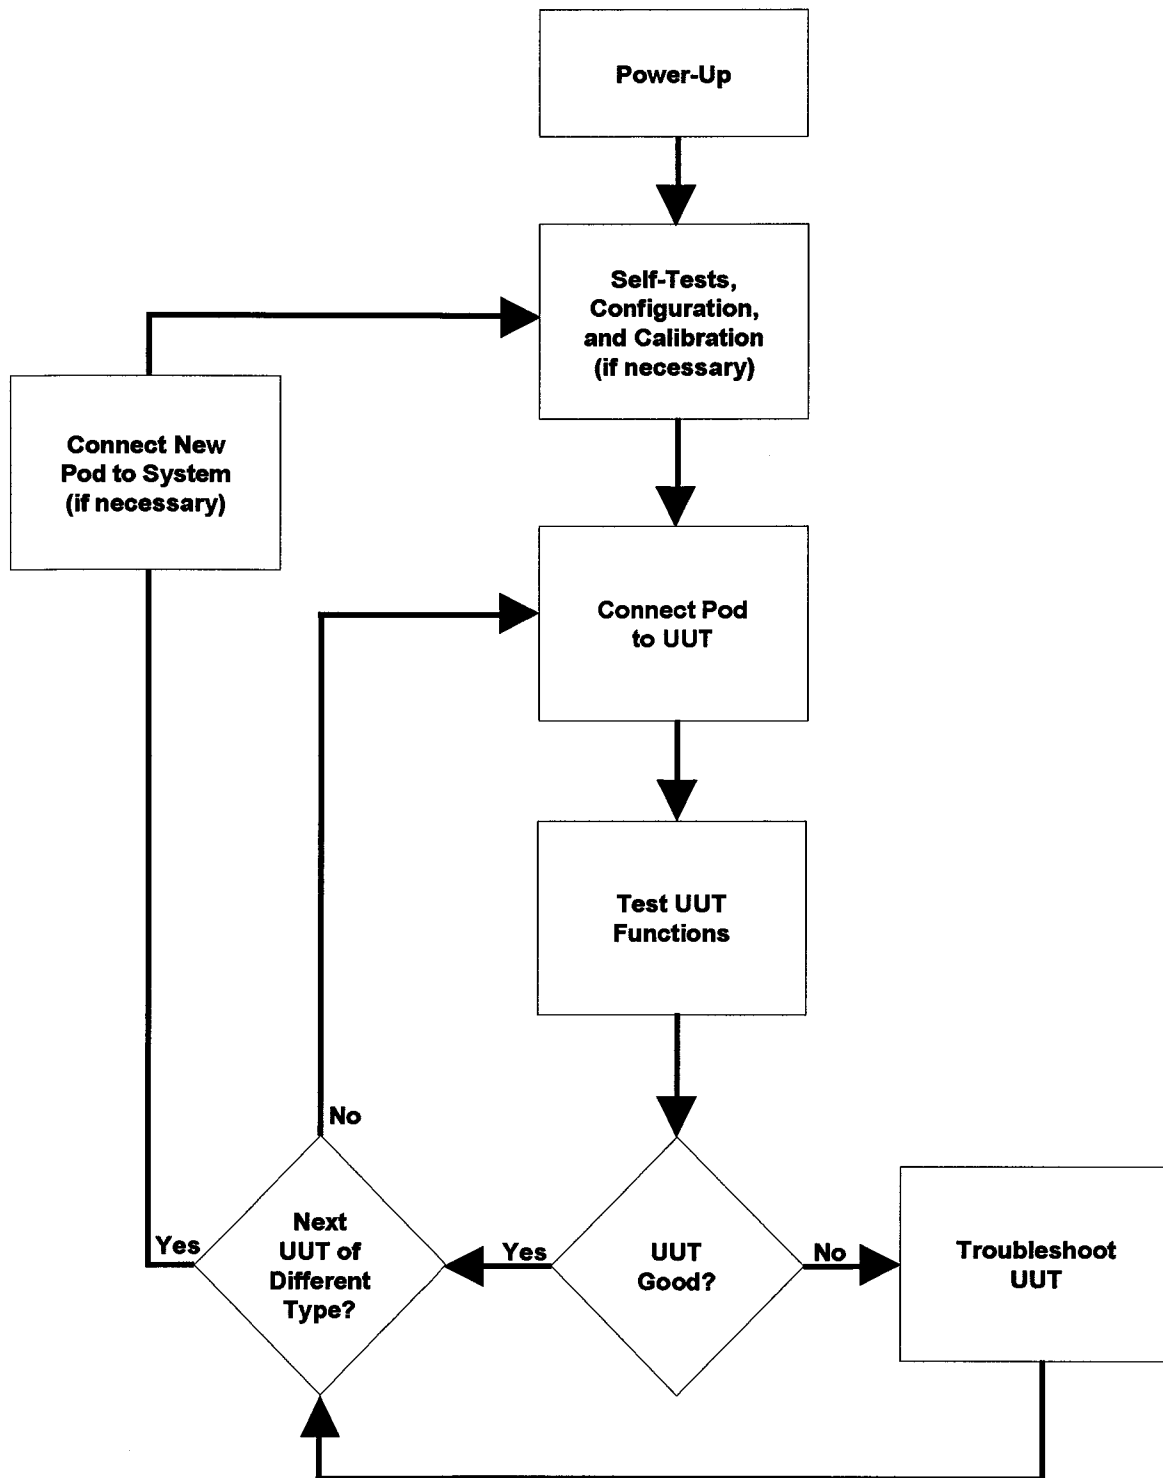 Power-Up
Self-Tests,
Configuration,
and Calibration
(if necessary)
Connect New
Pod to System
(if necessary)
Connect Pod
to UUT
Test UUT
Functions
No
Yes
Next
UUT of
Different
Type?
Yes
UUT
Good?
No
Troubleshoot
UUT